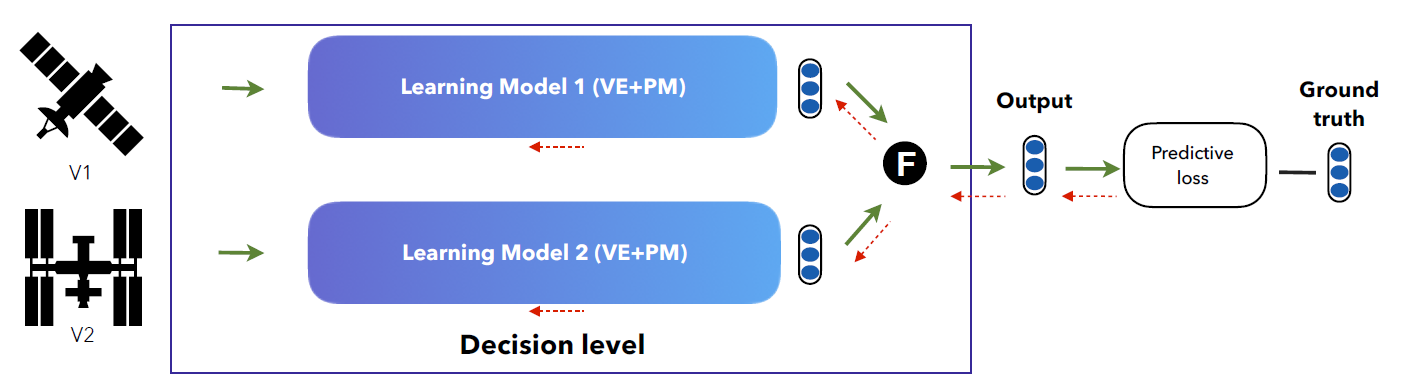 V1
V2
Learning Model 1 (VE+PM)
Learning Model 2 (VE+PM)
Decision level
F
Output
Predictive
loss
Ground
truth